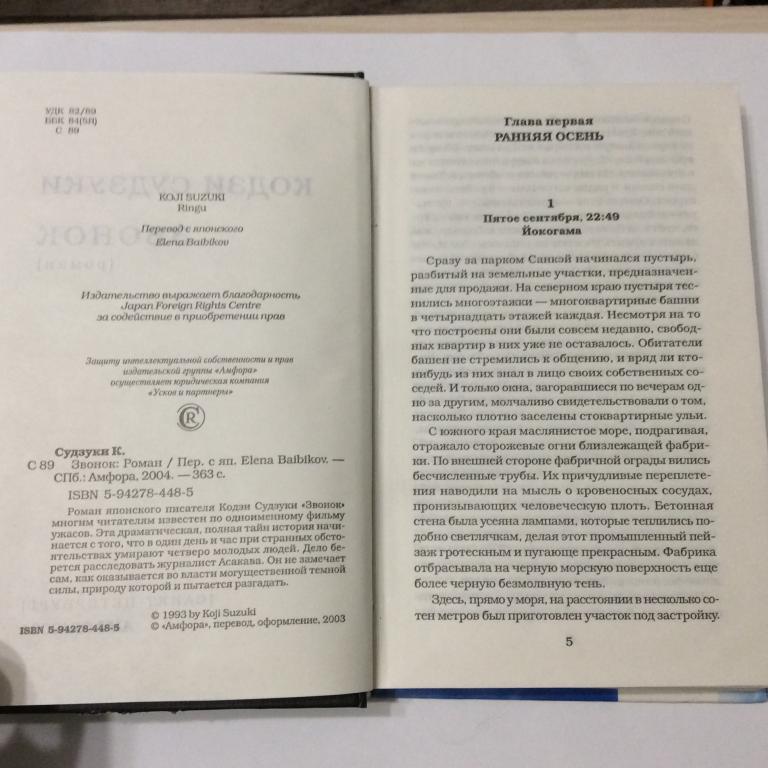 УДК 82/89
ББК 84(5Я)
С 89
KOJI SUZUKI
Ringu
Перевод с японского
Elena Baibikov
Издательство выражает благодарность
Japan Foreign Rights Centre
за содействие в приобретении прав
Защиту интеллектуальной собственности и прав
издательской группы «Амфора»
осуществляет юридическая компания
«Усков и партнеры»
Судзуки К.
С 89 Звонок: Роман / Пер. с яп. Elena Baibikov. —
СПб.: Амфора, 2004. — 363 с.
ISBN 5-94278-448-5
Роман японского писателя Кодзи Судзуки «Звонок»
многим читателям известен по одноименному фильму
ужасов. Эта драматическая, полная тайн история начи-
нается с того, что в один день и час при странных обсто-
ятельствах умирают четверо молодых людей. Дело бе-
рется расследовать журналист Асакава. Он не замечает
сам, как оказывается во власти могущественной темной
силы, природу которой и пытается разгадать.
© 1993 by Koji Suzuki
ISBN 5-94278-448-5 © «Амфора», перевод, оформление, 2003
Глава первая
РАННЯЯ ОСЕНЬ
1
Пятое сентября, 22:49
Йокогама
Сразу за парком Санкэй начинался пустырь,
разбитый на земельные участки, предназначен-
ные для продажи. На северном краю пустыря тес-
нились многоэтажки — многоквартирные башни
в четырнадцать этажей каждая. Несмотря на то
что построены они были совсем недавно, свобод-
ных квартир в них уже не оставалось. Обитатели
башен не стремились к общению, и вряд ли кто-
нибудь из них знал в лицо своих собственных со-
седей. И только окна, загоравшиеся по вечерам од-
но за другим, молчаливо свидетельствовали о том,
насколько плотно заселены стоквартирные ульи.
С южного края маслянистое море, подрагивая,
отражало сторожевые огни близлежащей фабри-
ки. По внешней стороне фабричной ограды вились
бесчисленные трубы. Их причудливые переплете-
ния наводили на мысль о кровеносных сосудах,
пронизывающих человеческую плоть. Бетонная
стена была усеяна лампами, которые теплились по-
добно светлячкам, делая этот промышленный пей-
заж гротескным и пугающе прекрасным. Фабрика
отбрасывала на черную морскую поверхность еще
более черную безмолвную тень.
Здесь, прямо у моря, на расстоянии в несколько со-
тен метров был приготовлен участок под застройку.
5